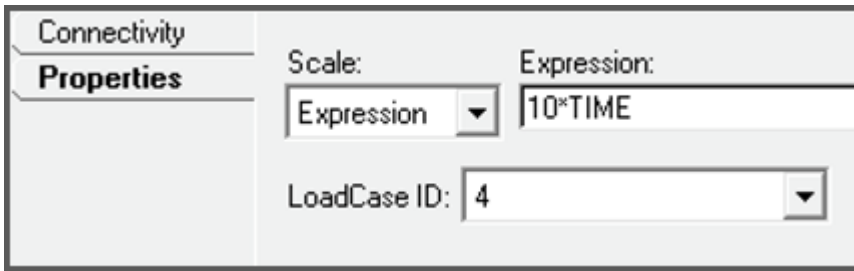 Connectivity
Properties
Scale:
Expression:
Expression
10*TIME
LoadCase ID:
4